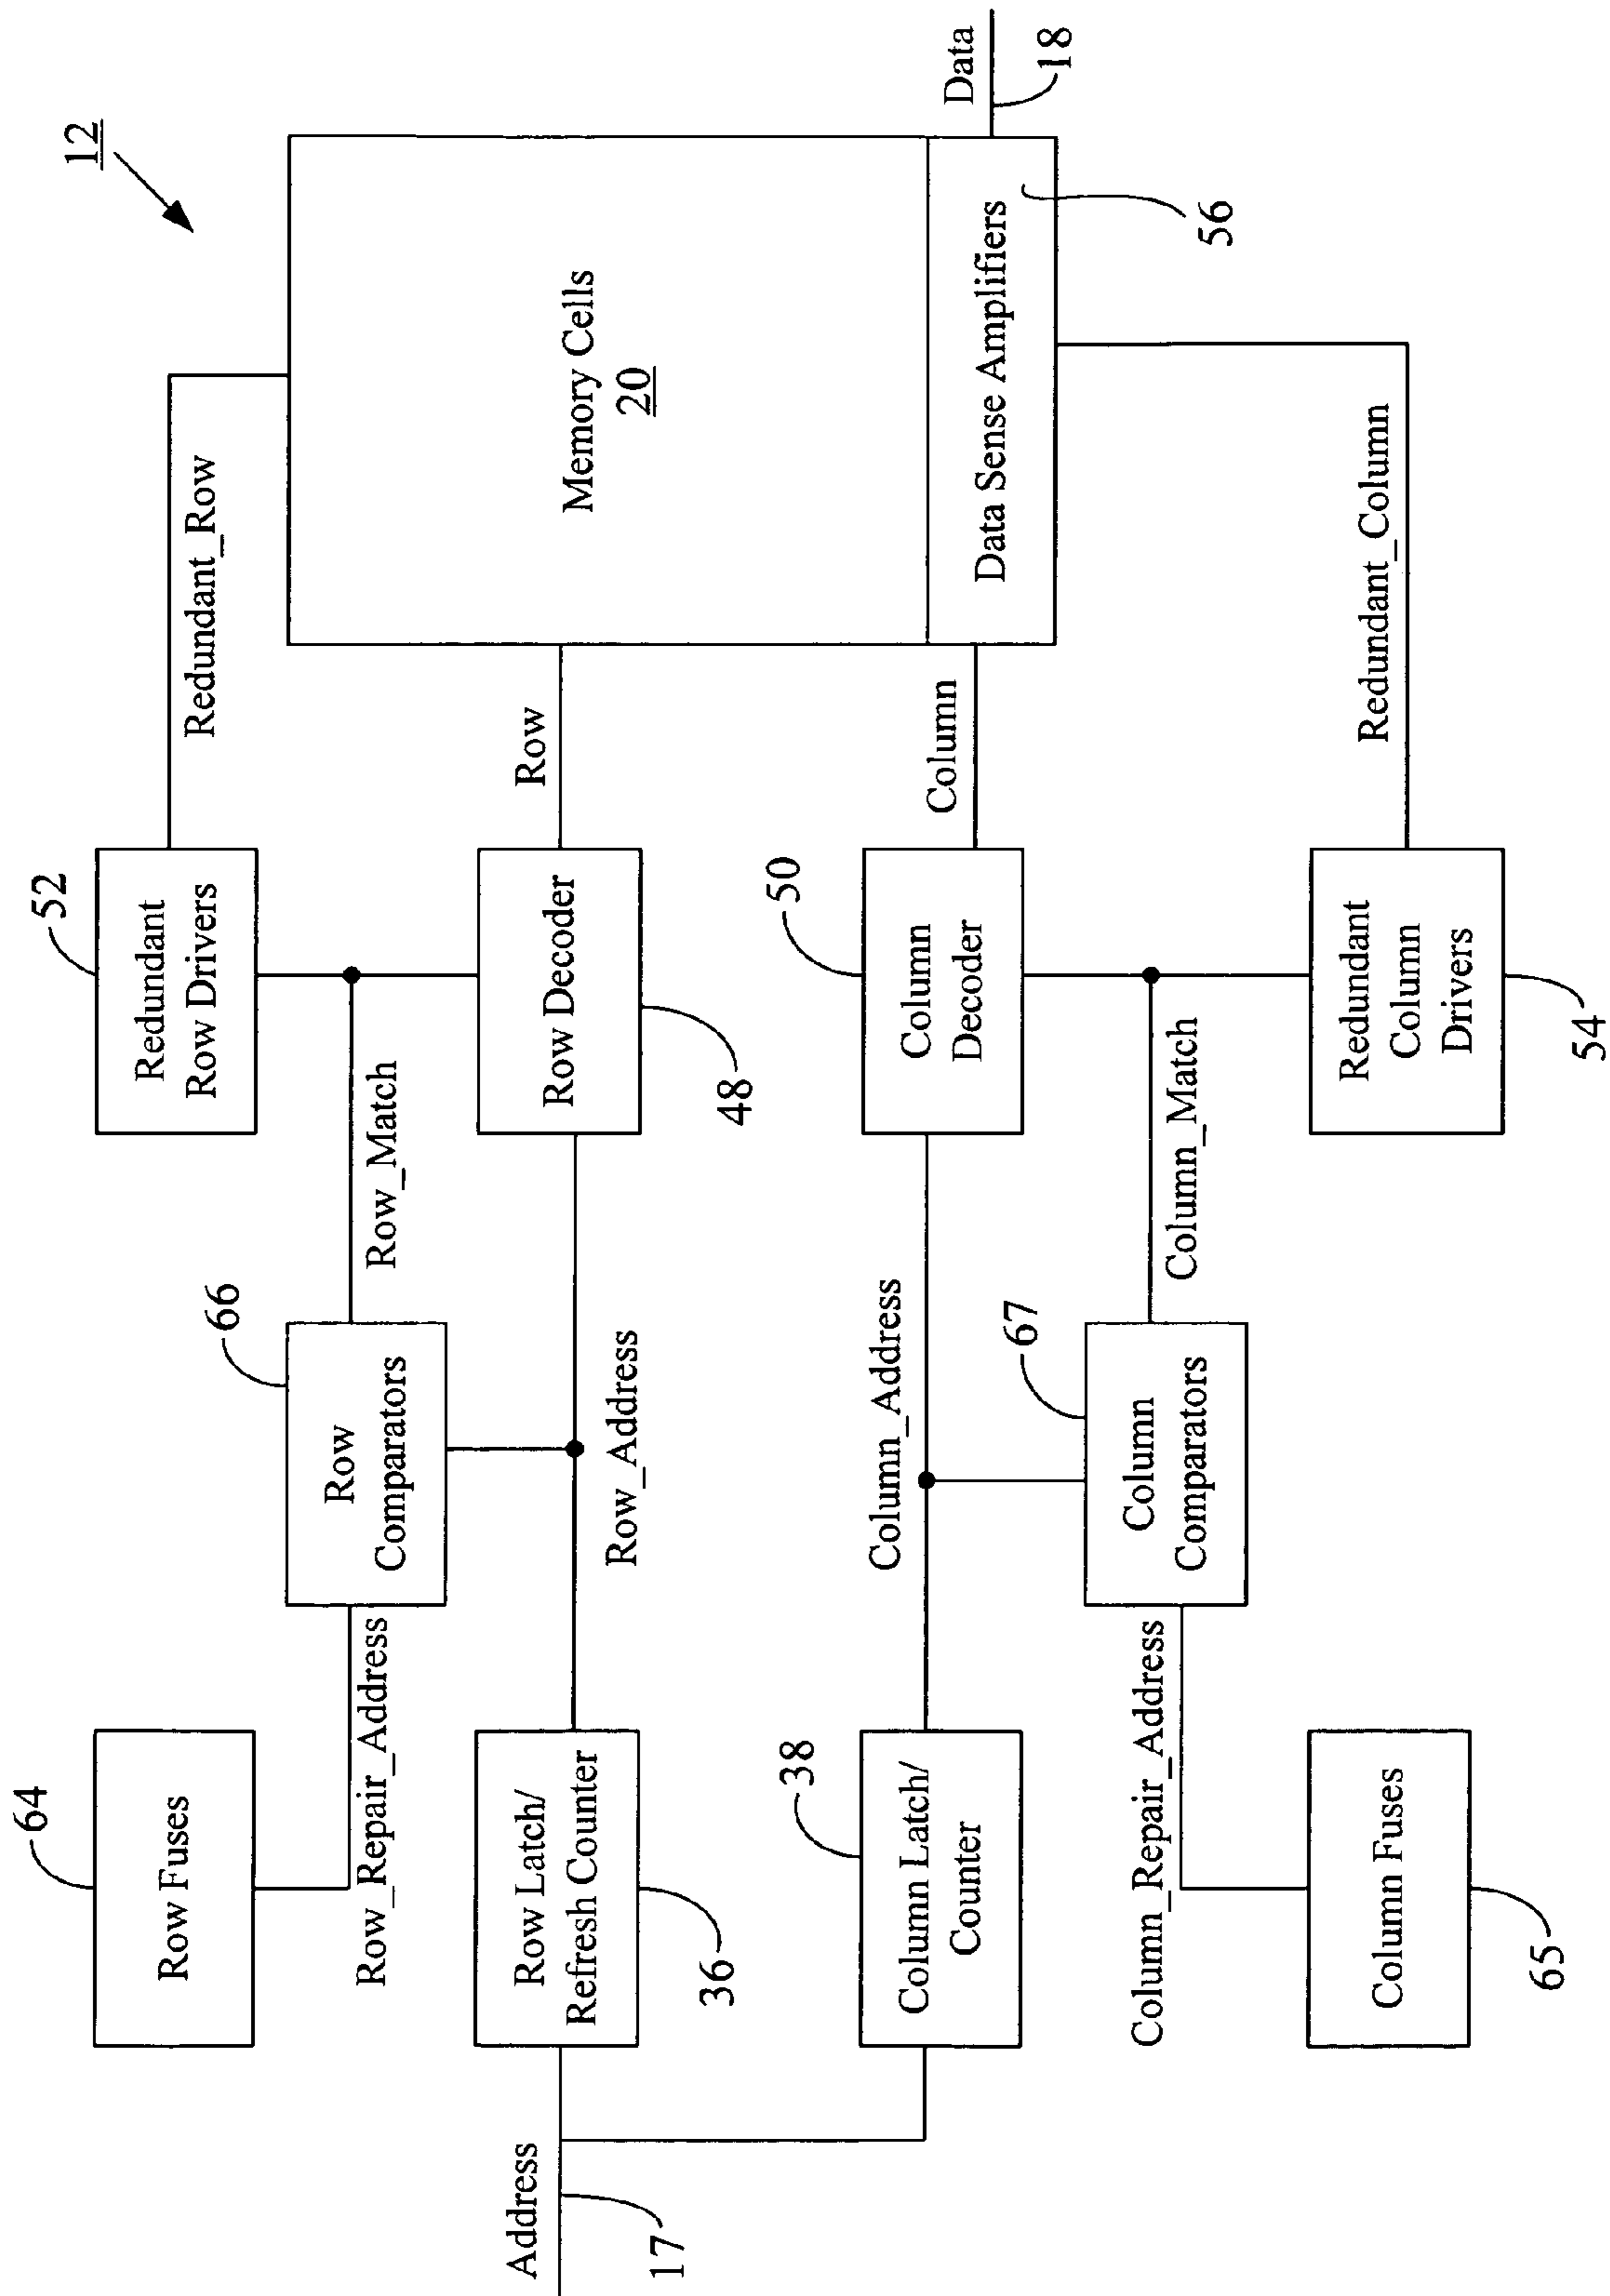 12
64
Row Fuses
Row_Repair_Address
66
Row
Comparators
Row_Match
52
Redundant
Row Drivers
Redundant_Row
Address
17
Row Latch/
Refresh Counter
36
Row_Address
Row Decoder
48
Row
Memory Cells
20
38
Column Latch/
Counter
Column_Address
50
Column
Decoder
Column
Data Sense Amplifiers
56
Data
18
Column_Repair_Address
67
Column
Comparators
Column_Match
Column Fuses
65
Redundant
Column
Drivers
54
Redundant_Column